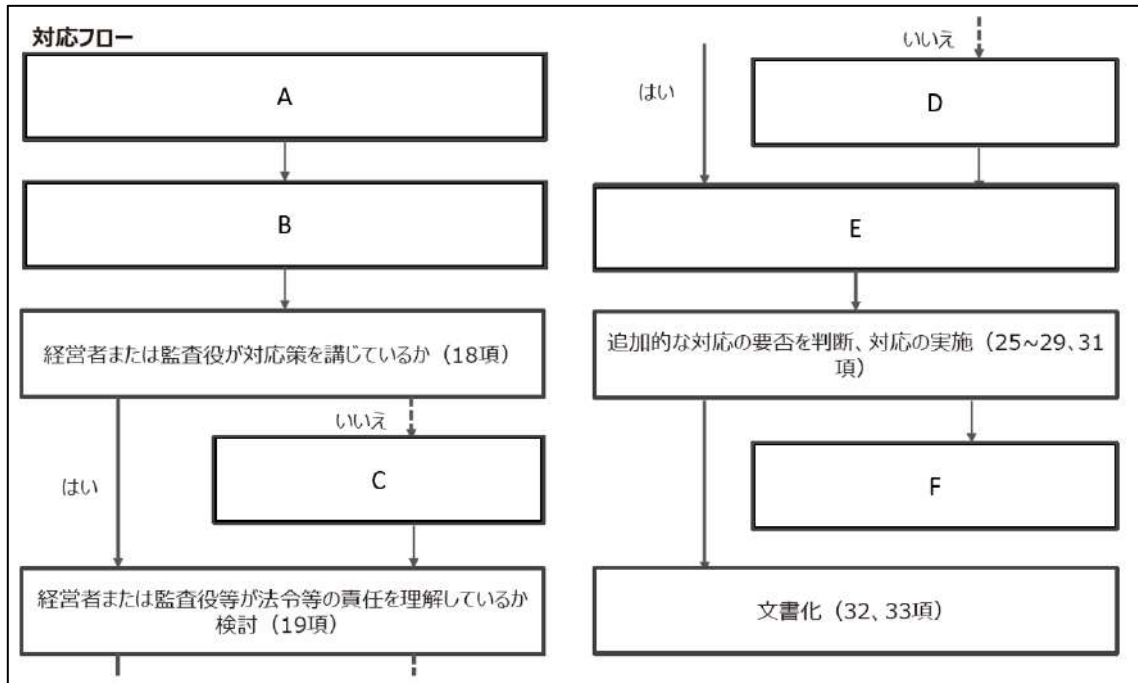 対応フロー
A
B
経営者または監査役が対応策を講じているか（18項）
いいえ
C
はい
経営者または監査役等が法令等の責任を理解しているか
検討（19項）
いいえ
はい
D
E
追加的な対応の要否を判断、対応の実施（25~29、31
項）
F
文書化（32、33項）